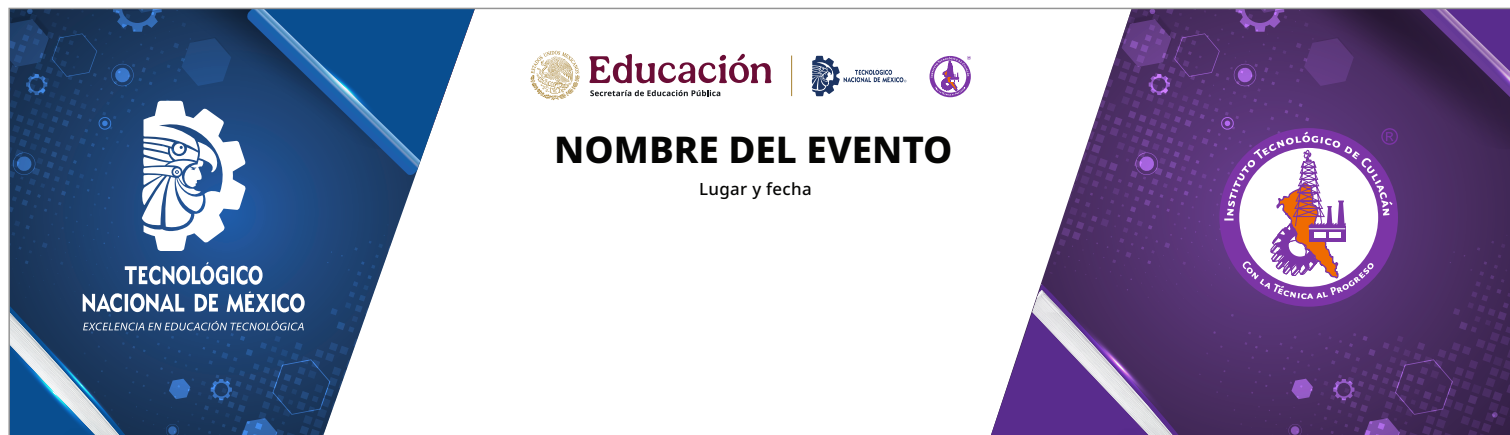 Educación
Secretaría de Educación Pública
TECNOLÓGICO
NACIONAL DE MÉXICO
NOMBRE DEL EVENTO
Lugar y fecha
TECNOLÓGICO
NACIONAL DE MÉXICO
EXCELENCIA EN EDUCACIÓN TECNOLÓGICA
INSTITUTO TECNOLÓGICO DE CULIACÁN
®
CON LA TÉCNICA AL PROGRESO